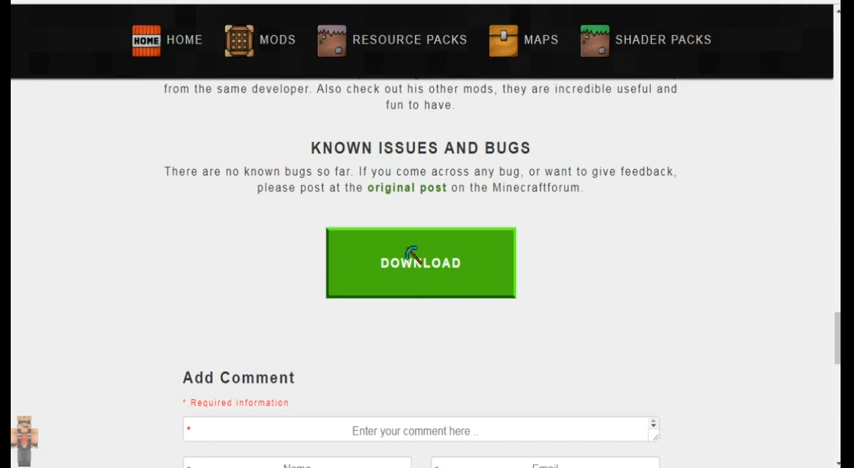 HOME HOME MODS RESOURCE PACKS MAPS SHADER PACKS
from the same developer. Also check out his other mods, they are incredible useful and
fun to have.
KNOWN ISSUES AND BUGS
There are no known bugs so far. If you come across any bug, or want to give feedback,
please post at the original post on the Minecraftforum.
DOWNLOAD
Add Comment
* Required information
* Enter your comment here ..
Name Email